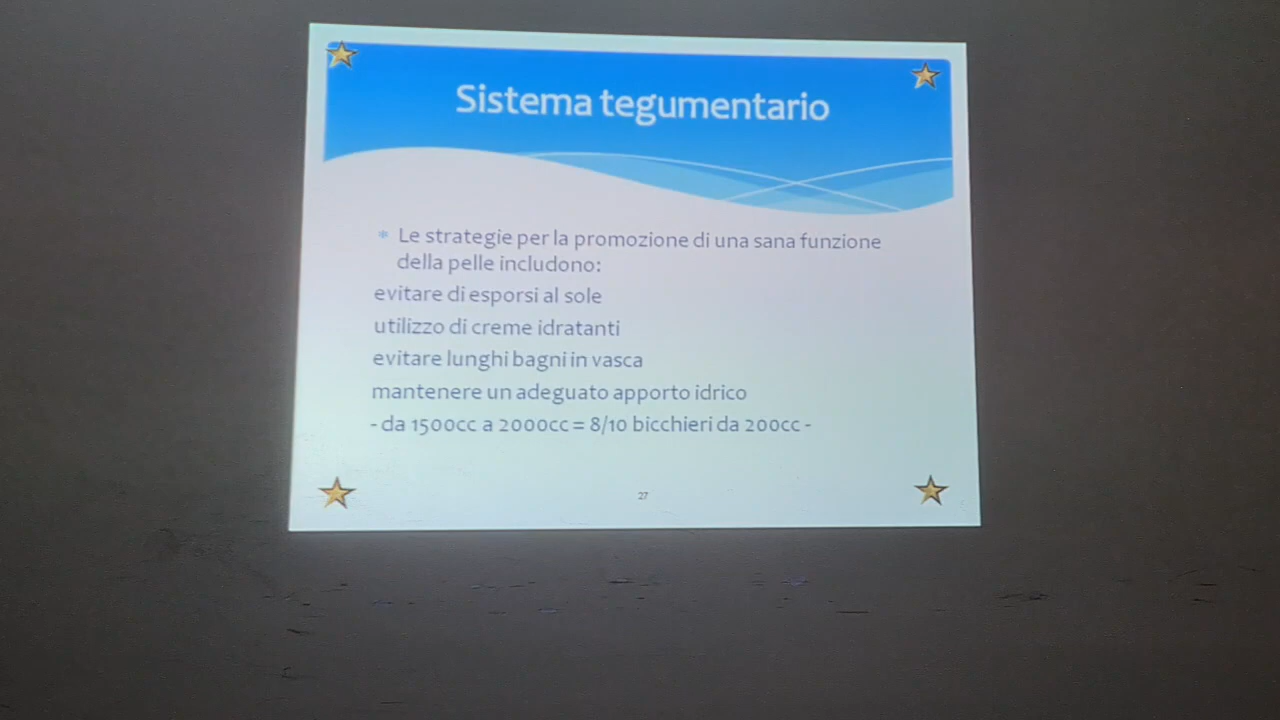 Sistema tegumentario
* Le strategie per la promozione di una sana funzione
della pelle includono:
evitare di esporsi al sole
utilizzo di creme idratanti
evitare lunghi bagni in vasca
mantenere un adeguato apporto idrico
- da 1500cc a 2000cc = 8/10 bicchieri da 200cc -
27